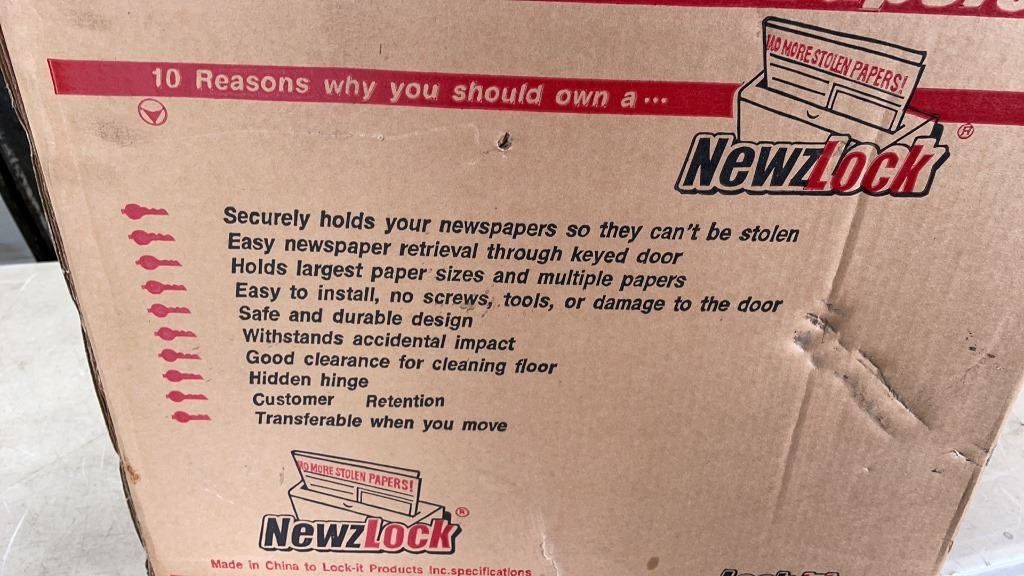 NO MORE STOLEN PAPERS!
10 Reasons why you should own a...
NewzLock ®
Securely holds your newspapers so they can't be stolen
Easy newspaper retrieval through keyed door
Holds largest paper sizes and multiple papers
Easy to install, no screws, tools, or damage to the door
Safe and durable design
Withstands accidental impact
Good clearance for cleaning floor
Hidden hinge
Customer Retention
Transferable when you move
NO MORE STOLEN PAPERS!
NewzLock ®
Made in China to Lock-it Products Inc.specifications